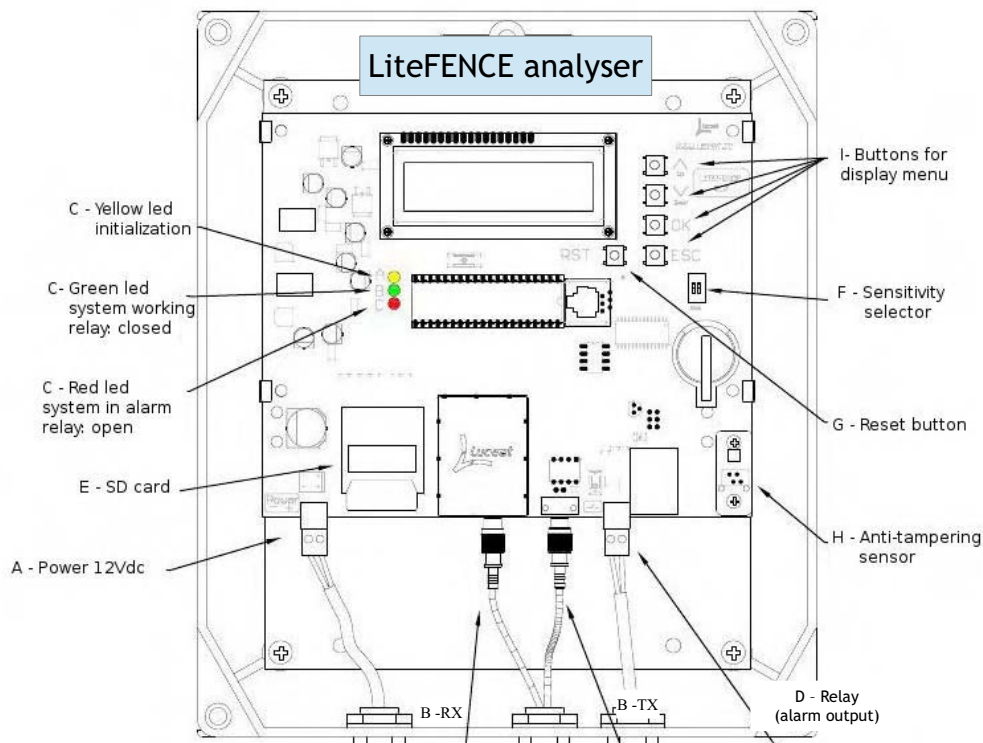 LiteFENCE analyser
I- Buttons for
display menu
C - Yellow led
initialization
OK
RST
ESC
C- Green led
system working
relay: closed
A
B
C
F - Sensitivity
selector
C - Red led
system in alarm
relay: open
G - Reset button
Lucset
E - SD card
Power
H - Anti-tampering
sensor
A - Power 12Vdc
B -RX
B -TX
D - Relay
(alarm output)